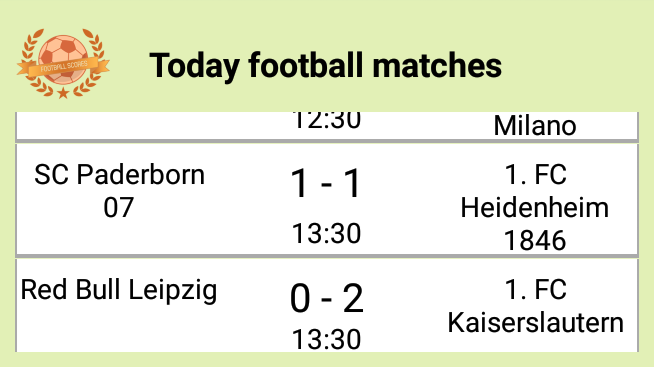 FOOTBALL SCORES
Today football matches
12:30
Milano
SC Paderborn
07
1 - 1
13:30
1. FC
Heidenheim
1846
Red Bull Leipzig
0 - 2
13:30
1. FC
Kaiserslautern